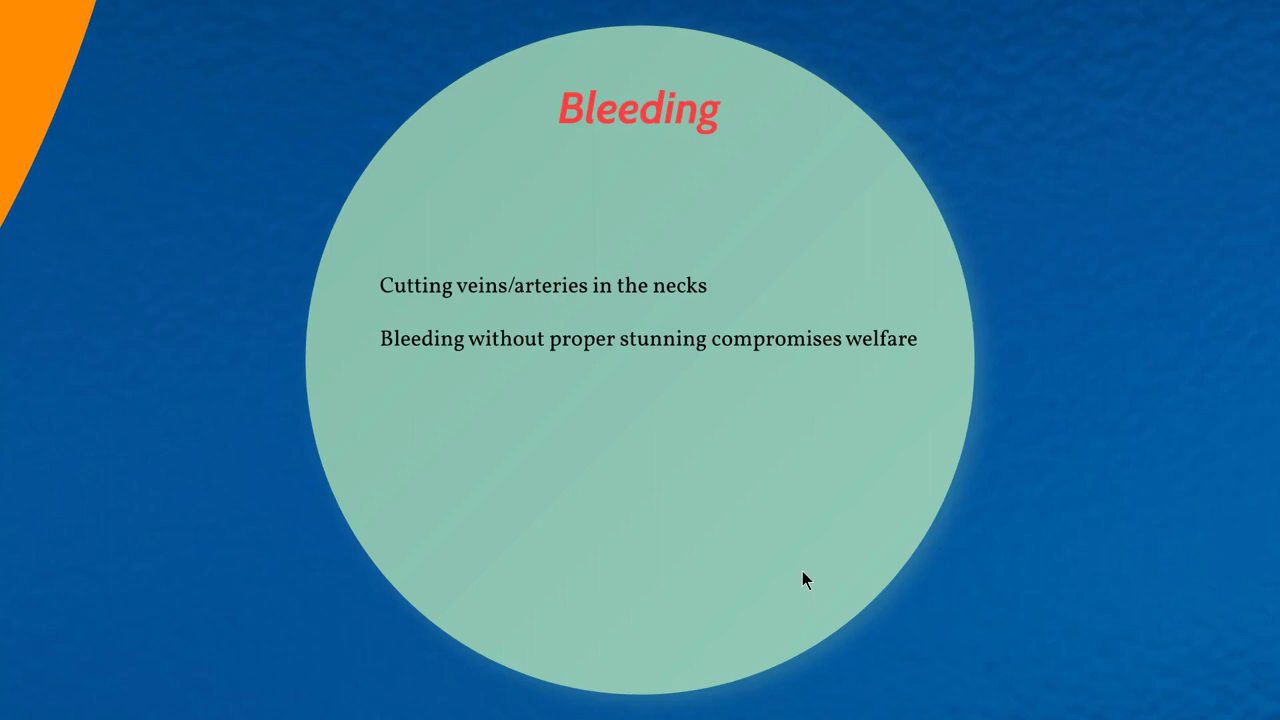 Bleeding
Cutting veins/arteries in the necks
Bleeding without proper stunning compromises welfare